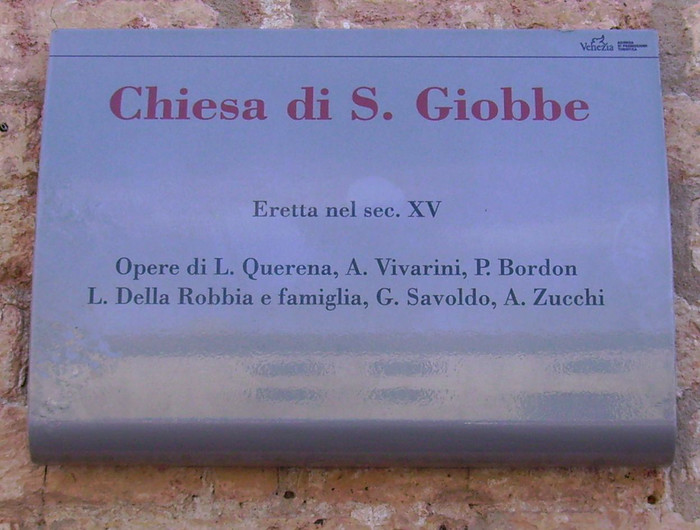 Venezia
Chiesa di S. Giobbe
Eretta nel sec. XV
Opere di L. Querena, A. Vivarini, P. Bordon
L. Della Robbia e famiglia, G. Savoldo, A. Zucchi